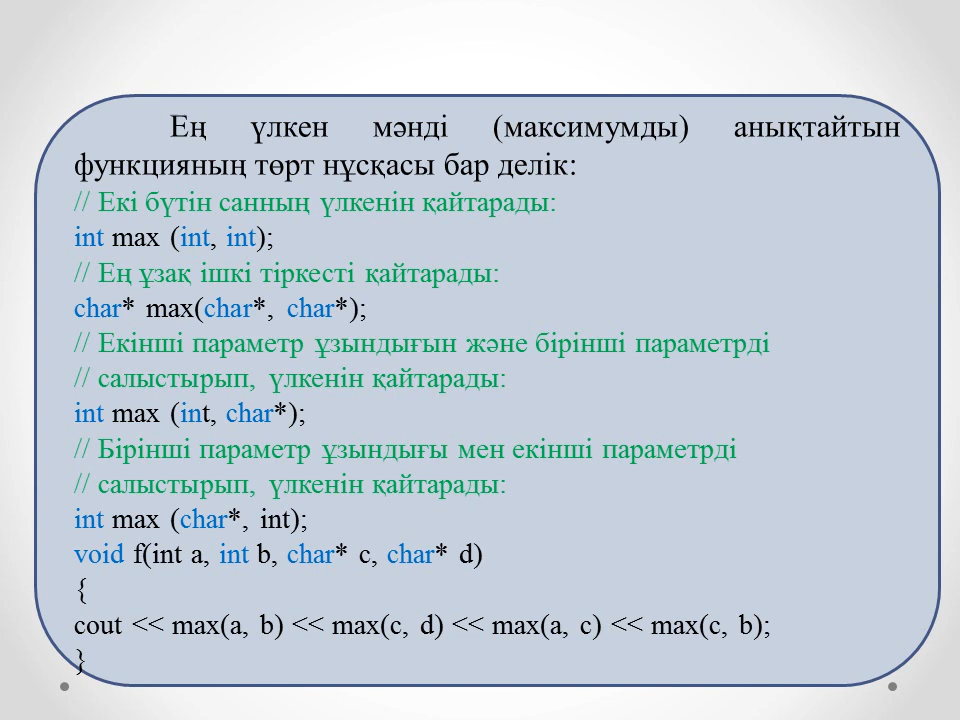 Ең үлкен мәнді (максимумды) анықтайтын
функцияның төрт нұсқасы бар делік:
// Екі бүтін санның үлкенін қайтарады:
int max (int, int);
// Ең ұзақ ішкі тіркесті қайтарады:
char* max(char*, char*);
// Екінші параметр ұзындығын және бірінші параметрді
// салыстырып, үлкенін қайтарады:
int max (int, char*);
// Бірінші параметр ұзындығы мен екінші параметрді
// салыстырып, үлкенін қайтарады:
int max (char*, int);
void f(int a, int b, char* c, char* d)
{
cout << max(a, b) << max(c, d) << max(a, c) << max(c, b);
}